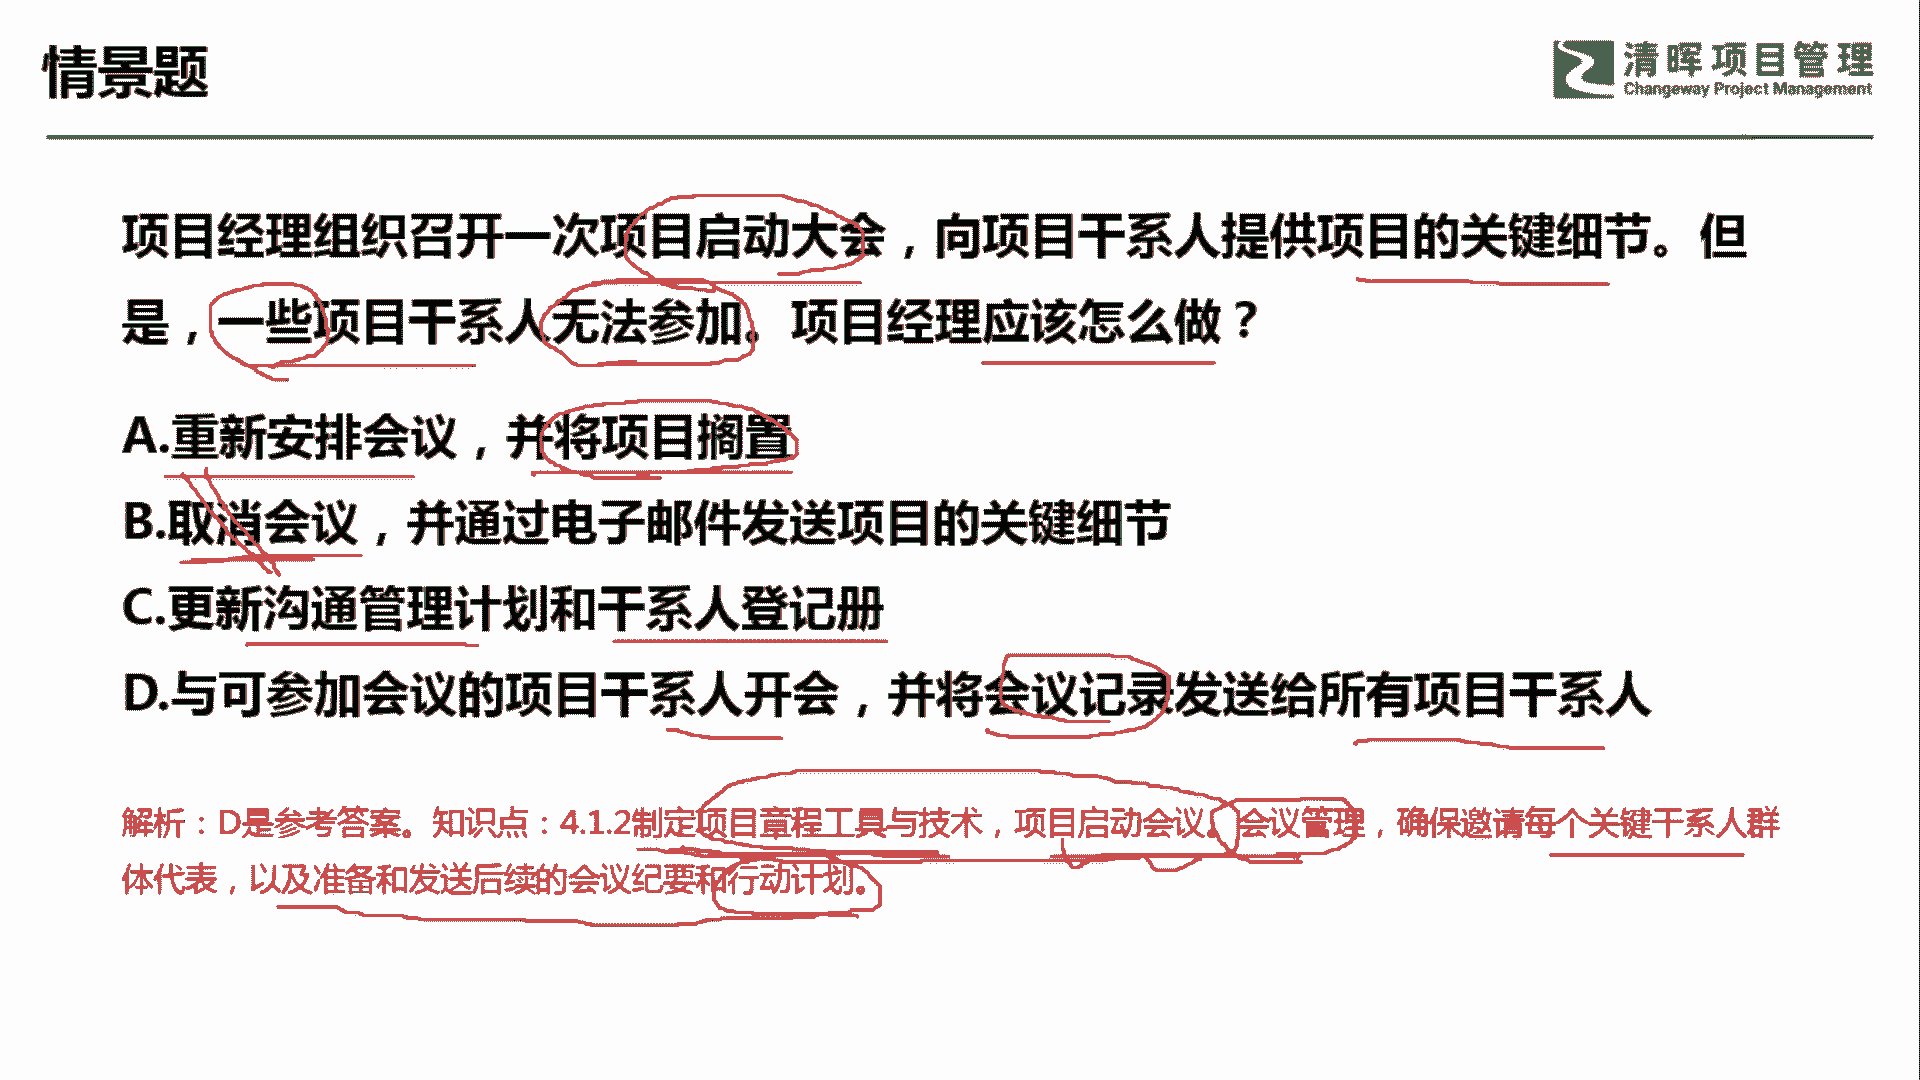 情景题
清晖项目管理
Changeway Project Management
项目经理组织召开一次项目启动大会，向项目干系人提供项目的关键细节。但
是，一些项目干系人无法参加。项目经理应该怎么做？
A.重新安排会议，并将项目搁置
B.取消会议，并通过电子邮件发送项目的关键细节
C.更新沟通管理计划和干系人登记册
D.与可参加会议的项目干系人开会，并将会议记录发送给所有项目干系人
解析：D是参考答案。知识点：4.1.2制定项目章程工具与技术，项目启动会议。会议管理，确保邀请每个关键干系人群
体代表，以及准备和发送后续的会议纪要和行动计划。